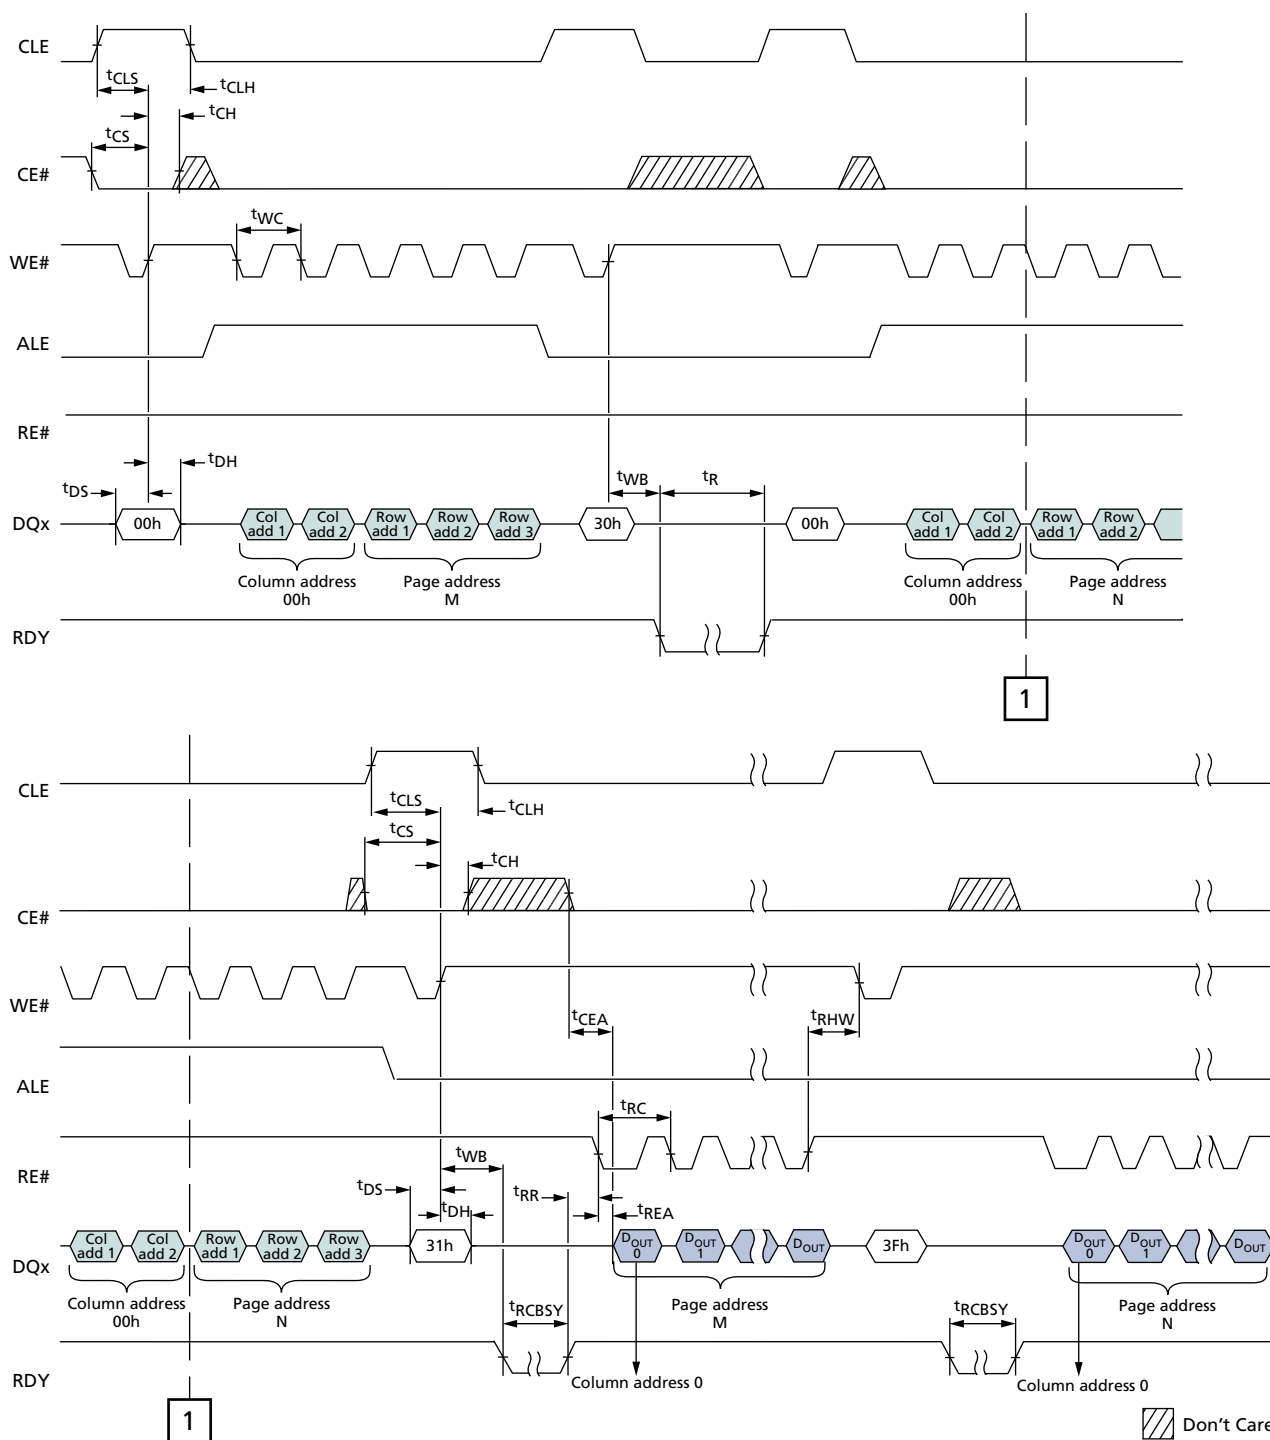 CLE
tCLS
tCLH
tCH
tCS
CE#
tWC
WE#
ALE
RE#
tDH
tDS
tWB
tR
DQx
00h
Col add 1
Col add 2
Row add 1
Row add 2
Row add 3
30h
00h
Col add 1
Col add 2
Row add 1
Row add 2
Column address
00h
Page address
M
Column address
00h
Page address
N
RDY
1
CLE
tCLS
tCLH
tCS
tCH
CE#
WE#
tCEA
tRHW
ALE
tRC
RE#
tWB
tDS
tDH
tRR
tREA
DQx
Col add 1
Col add 2
Row add 1
Row add 2
Row add 3
31h
DOUT 0
DOUT 1
DOUT
3Fh
DOUT 0
DOUT 1
DOUT
Column address
00h
Page address
N
Page address
M
Page address
N
tRCBSY
tRCBSY
RDY
Column address 0
Column address 0
1
Don't Care